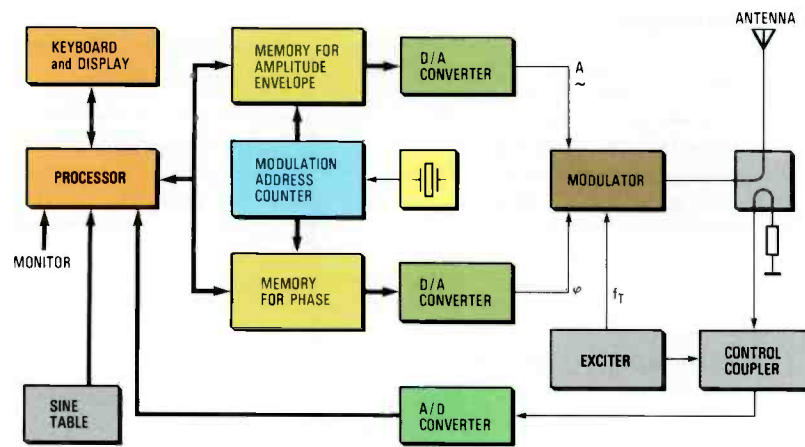 ANTENNA
KEYBOARD
and DISPLAY
MEMORY FOR
AMPLITUDE
ENVELOPE
D/A
CONVERTER
A
~
PROCESSOR
MODULATION
ADDRESS
COUNTER
MODULATOR
MONITOR
MEMORY
FOR PHASE
D/A
CONVERTER
φ
fT
SINE
TABLE
A/D
CONVERTER
EXCITER
CONTROL
COUPLER